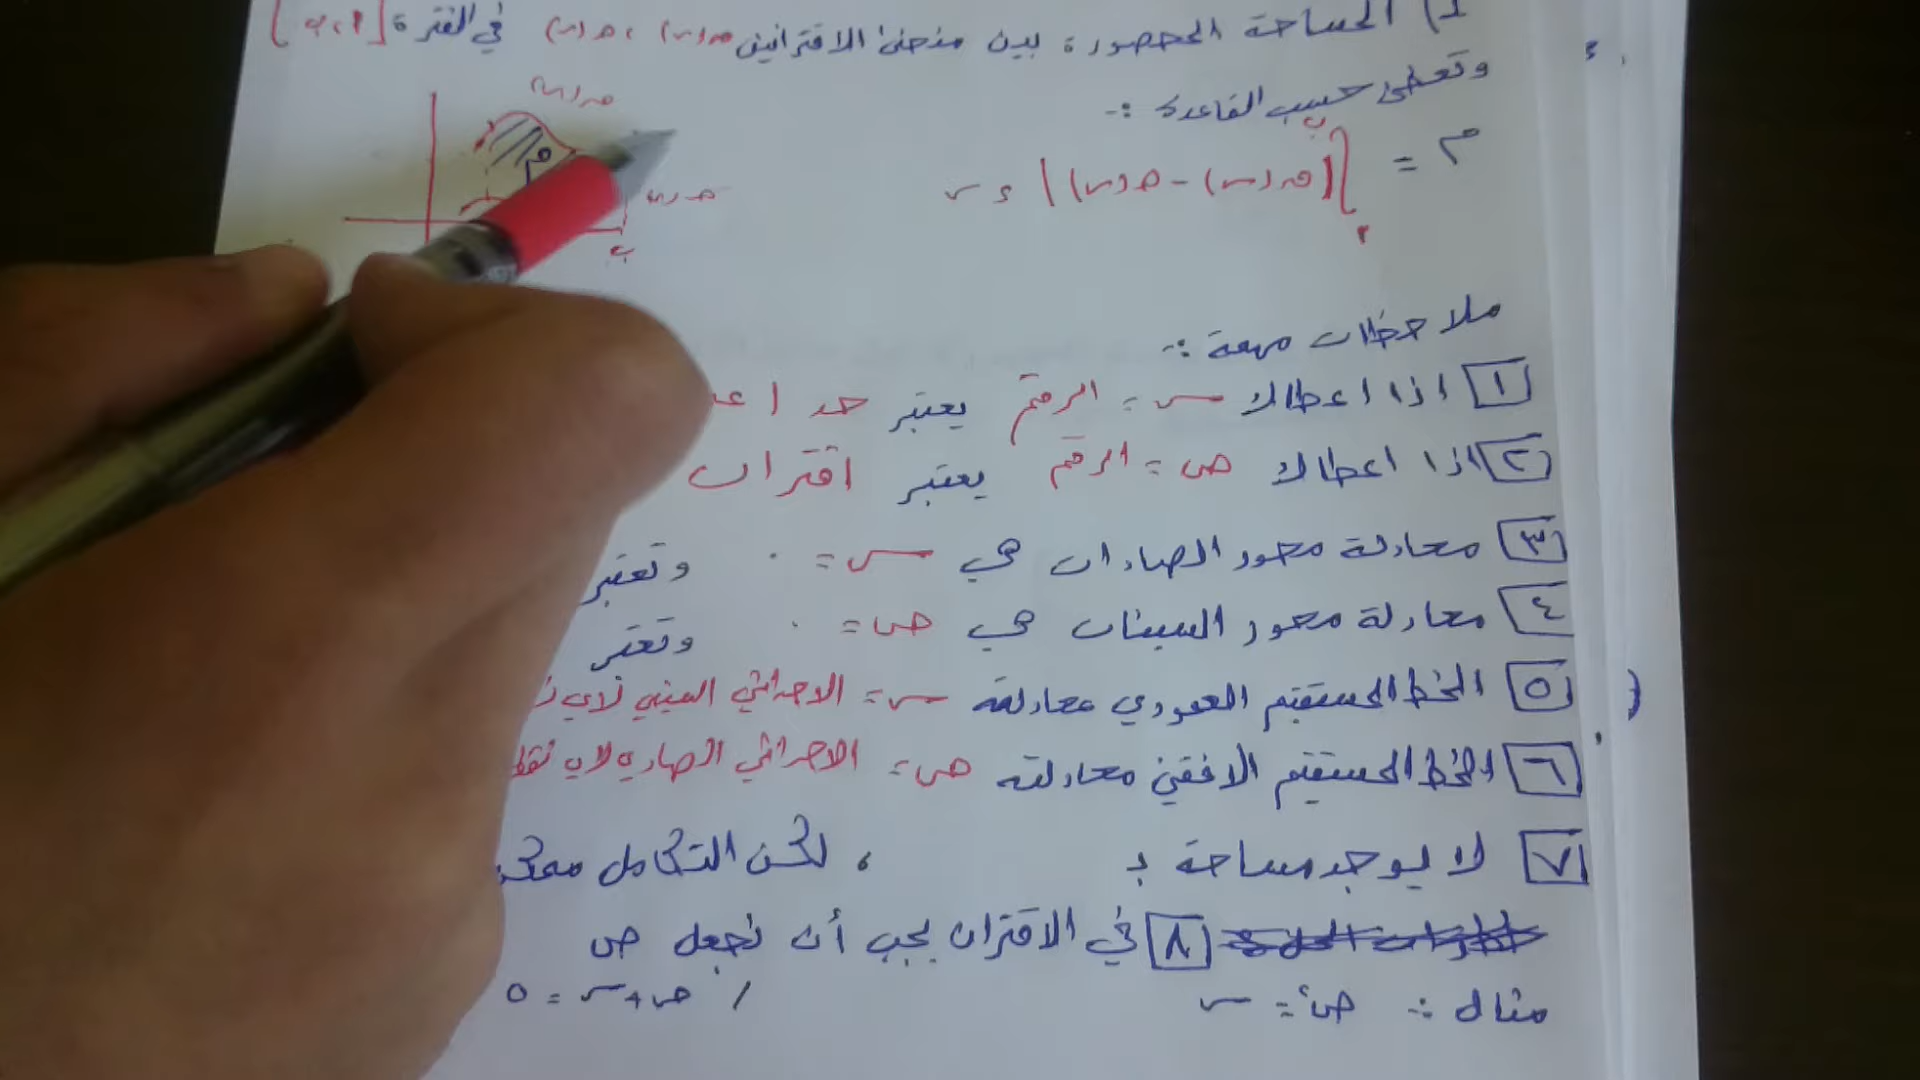 1) المساحة المحصورة بين منحنى الاقترانين ق(س) ، هـ(س) في الفترة [أ ، ب]
وتعطى حسب القاعدة :-
م = ∫ب أ |ق(س) - هـ(س)| ء س
ق(س)
م
هـ(س)
ب
ملاحظات مهمة :-
١ اذا اعطاك س = الرقم يعتبر حد
٢ اذا اعطاك ص = الرقم يعتبر اقتران
٣ معادلة محور الصادات هي س = ٠ وتعتبر
٤ معادلة محور السينات هي ص = ٠ وتعتبر
٥ الخط المستقيم العمودي معادلته س = الاحداثي السيني لاي
٦ الخط المستقيم الافقي معادلته ص = الاحداثي الصادي لاي
٧ لا يوجد مساحة بـ ، لكن التكامل
٨ في الاقتران يجب أن نجعل ص
مثال :- ص² = س / ص + س = ٥